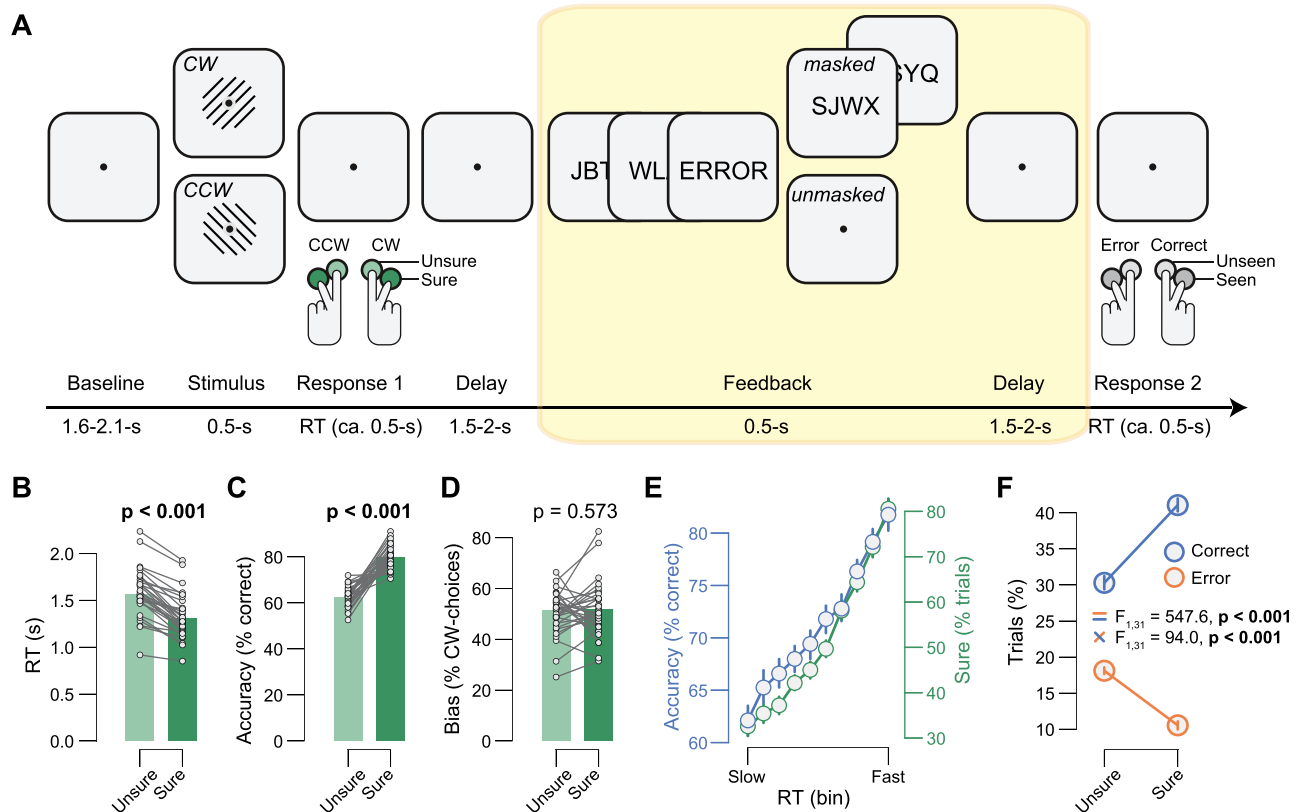 A
CW
CCW
JBT
WL
ERROR
masked
SJWX
SYQ
unmasked
CCW CW
Unsure
Sure
Error Correct
Unseen
Seen
Baseline Stimulus Response 1 Delay Feedback Delay Response 2
1.6-2.1-s 0.5-s RT (ca. 0.5-s) 1.5-2-s 0.5-s 1.5-2-s RT (ca. 0.5-s)
B
p < 0.001
RT (s)
2.0
1.5
1.0
0.5
0.0
Unsure
Sure
C
p < 0.001
Accuracy (% correct)
80
60
40
20
0
Unsure
Sure
D
p = 0.573
Bias (% CW-choices)
80
60
40
20
0
Unsure
Sure
E
Accuracy (% correct)
80
75
70
65
60
Sure (% trials)
80
70
60
50
40
30
Slow Fast
RT (bin)
F
Trials (%)
40
35
30
25
20
15
10
Correct
Error
F1,31 = 547.6, p < 0.001
F1,31 = 94.0, p < 0.001
Unsure
Sure